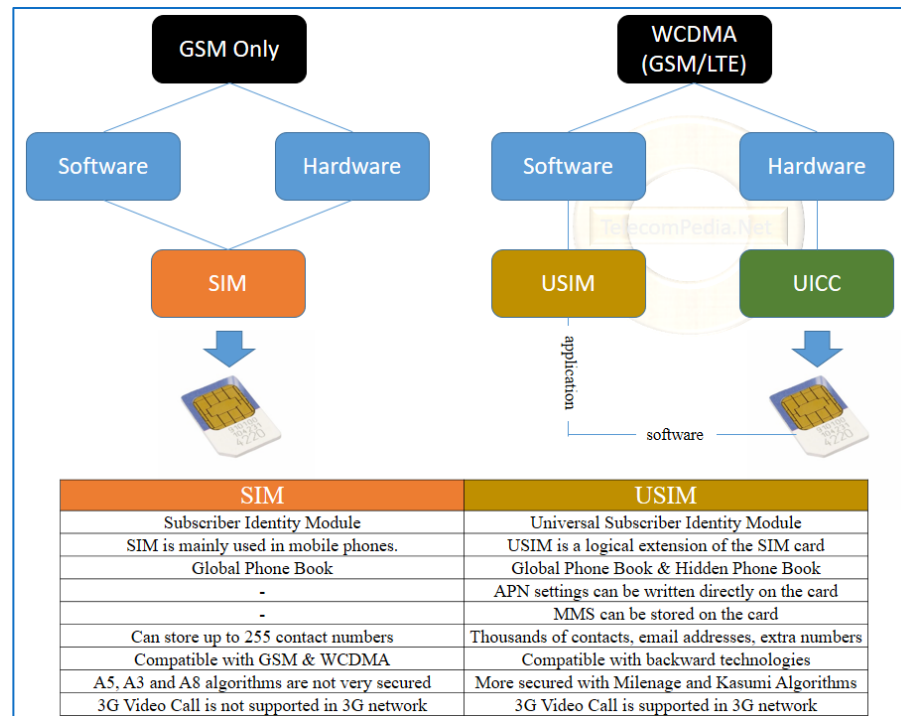 GSM Only
WCDMA
(GSM/LTE)
Software
Hardware
Software
Hardware
TelecomPedia.Net
SIM
USIM
UICC
application
software
4220
4220
SIM
USIM
Subscriber Identity Module
Universal Subscriber Identity Module
SIM is mainly used in mobile phones.
USIM is a logical extension of the SIM card
Global Phone Book
Global Phone Book & Hidden Phone Book
-
APN settings can be written directly on the card
-
MMS can be stored on the card
Can store up to 255 contact numbers
Thousands of contacts, email addresses, extra numbers
Compatible with GSM & WCDMA
Compatible with backward technologies
A5, A3 and A8 algorithms are not very secured
More secured with Milenage and Kasumi Algorithms
3G Video Call is not supported in 3G network
3G Video Call is supported in 3G network